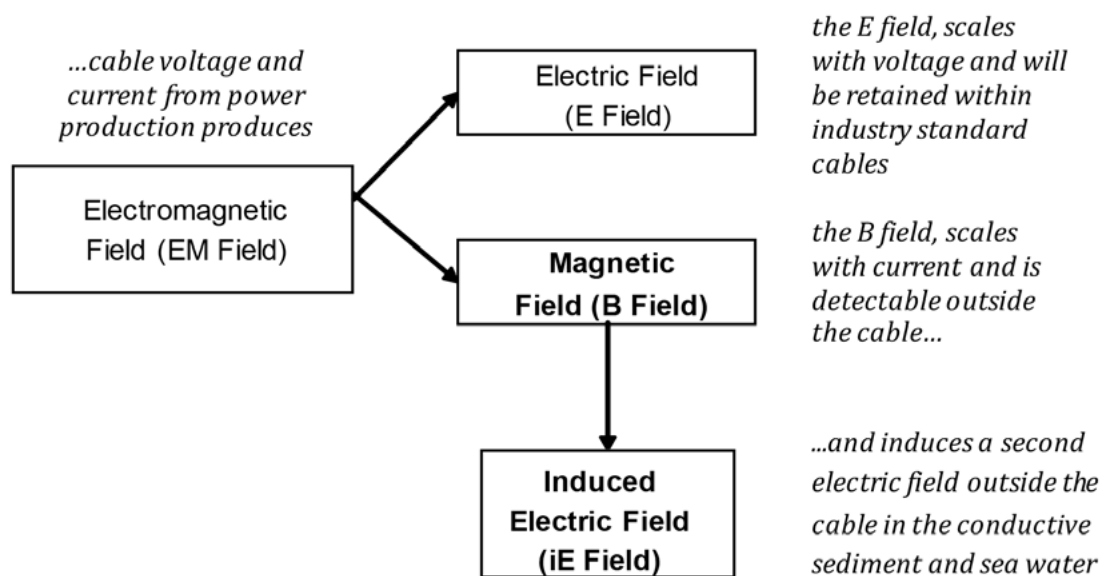 ...cable voltage and
current from power
production produces
Electromagnetic
Field (EM Field)
Electric Field
(E Field)
the E field, scales
with voltage and will
be retained within
industry standard
cables
Magnetic
Field (B Field)
the B field, scales
with current and is
detectable outside
the cable...
Induced
Electric Field
(iE Field)
...and induces a second
electric field outside the
cable in the conductive
sediment and sea water